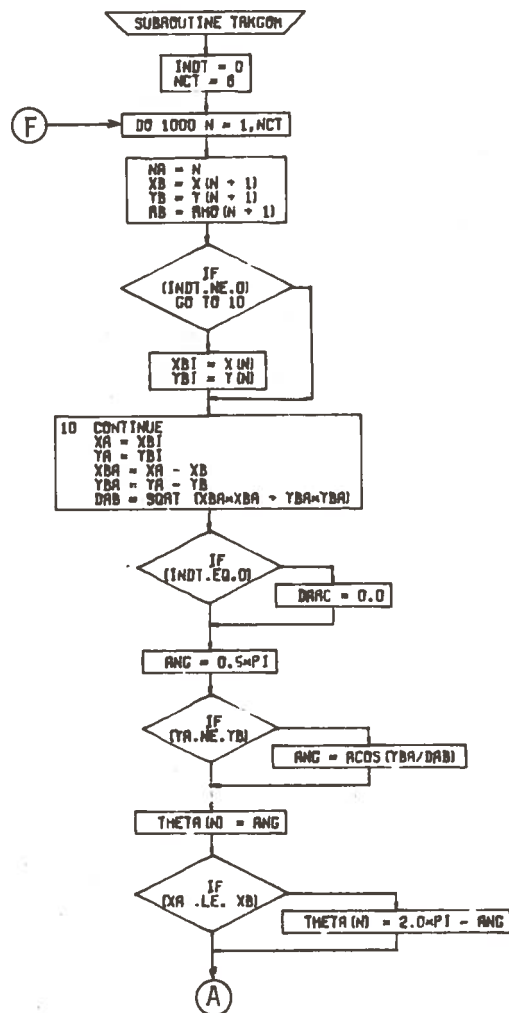 SUBROUTINE TAKGOM
INDT = 0
NCT = 6
F
DO 1000 N = 1,NCT
NA = N
XB = X(N + 1)
YB = Y(N + 1)
RB = RHO(N + 1)
IF
(INDT.NE.0)
GO TO 10
XBI = X(N)
YBI = Y(N)
10 CONTINUE
XA = XBI
YA = YBI
XBA = XA - XB
YBA = YA - YB
DAB = SQRT (XBA*XBA + YBA*YBA)
IF
(INDT.EQ.0)
DARC = 0.0
ANG = 0.5*PI
IF
(YA.NE.YB)
ANG = ACOS(YBA/DAB)
THETA(N) = ANG
IF
(XA .LE. XB)
THETA(N) = 2.0*PI - ANG
A